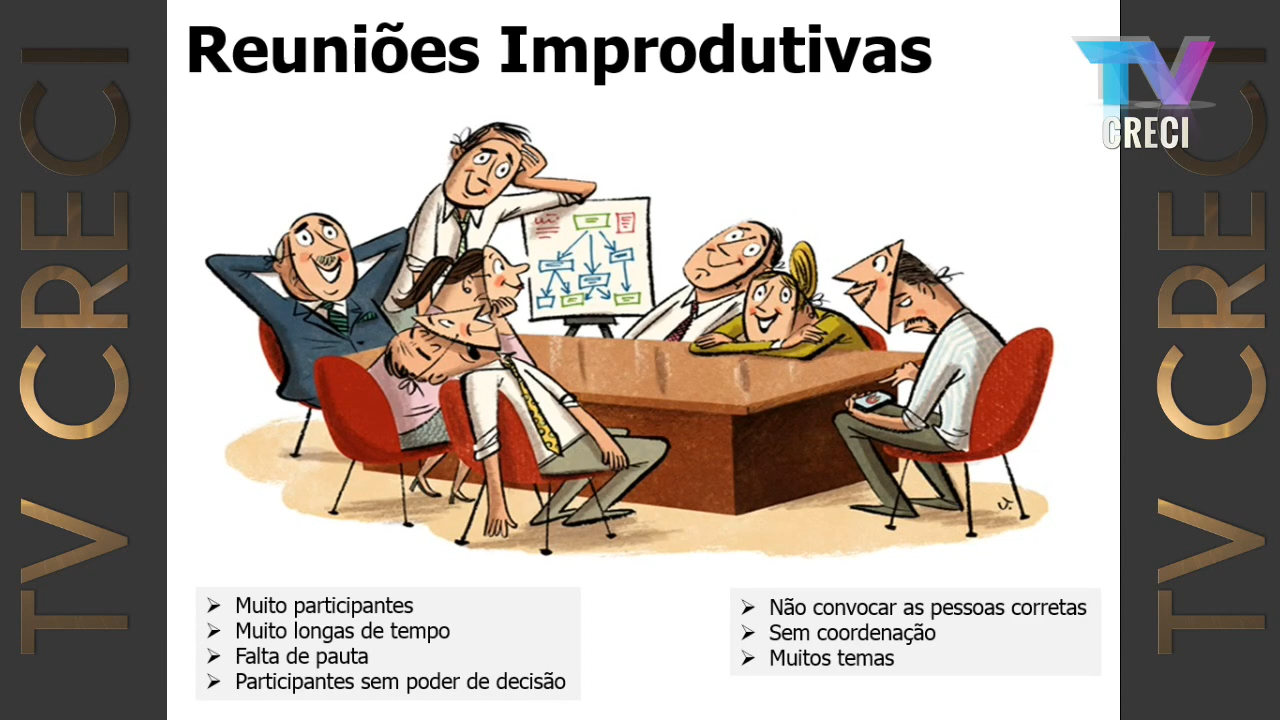 Reuniões Improdutivas
TV CRECI
TV
CRECI
TV CRECI
➢ Muito participantes
➢ Muito longas de tempo
➢ Falta de pauta
➢ Participantes sem poder de decisão
➢ Não convocar as pessoas corretas
➢ Sem coordenação
➢ Muitos temas